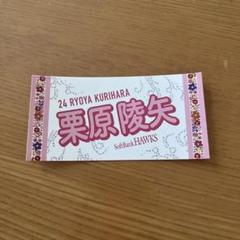 24 RYOYA KURIHARA
栗原陵矢
SoftBank HAWKS